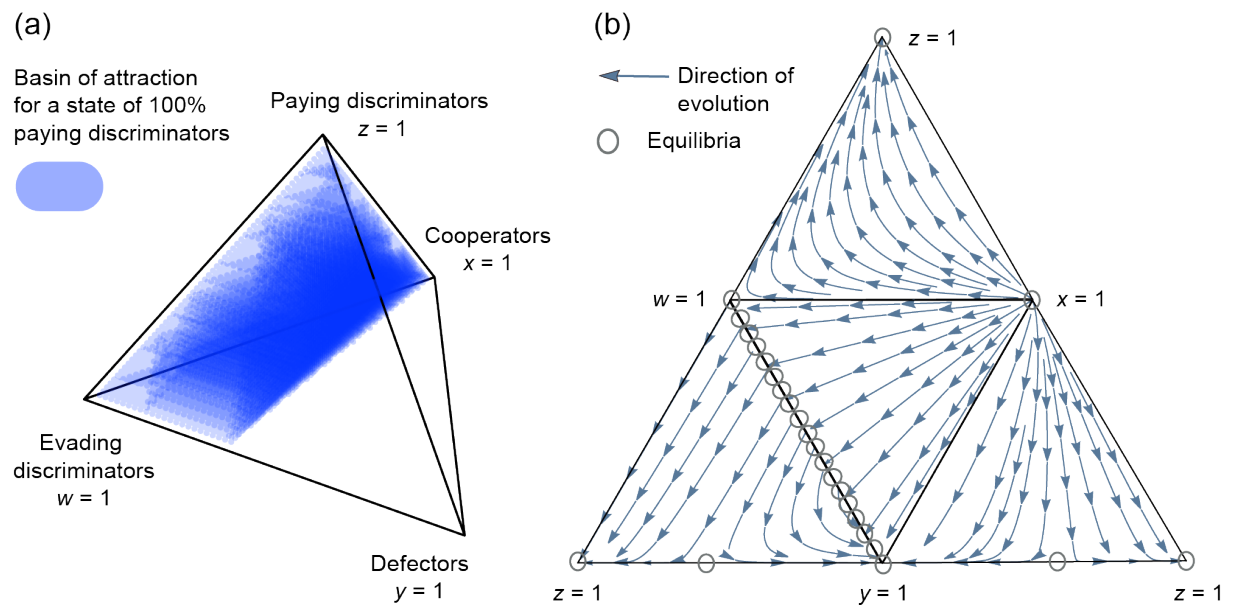 (a)
Basin of attraction
for a state of 100%
paying discriminators
Paying discriminators
z = 1
Cooperators
x = 1
Evading
discriminators
w = 1
Defectors
y = 1
(b)
Direction of
evolution
Equilibria
z = 1
w = 1
x = 1
z = 1
y = 1
z = 1